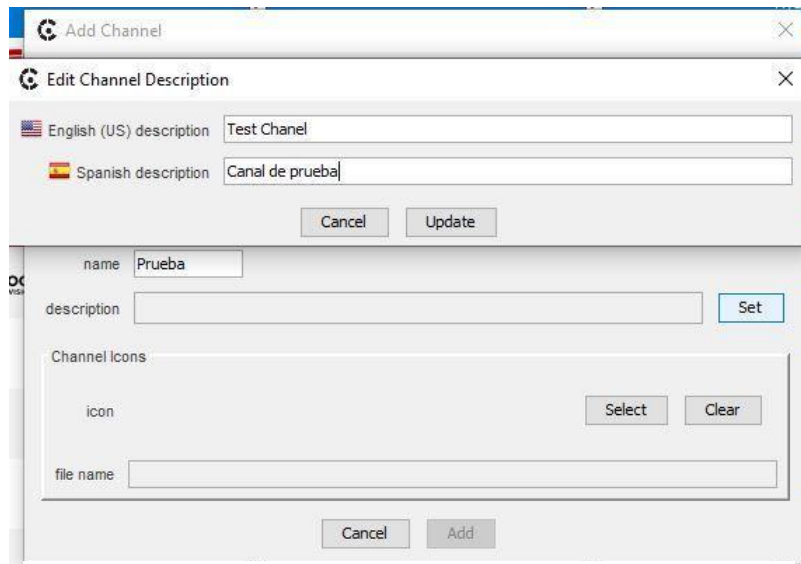 Add Channel
Edit Channel Description
English (US) description Test Chanel
Spanish description Canal de prueba
Cancel Update
name Prueba
description Set
Channel Icons
icon Select Clear
file name
Cancel Add